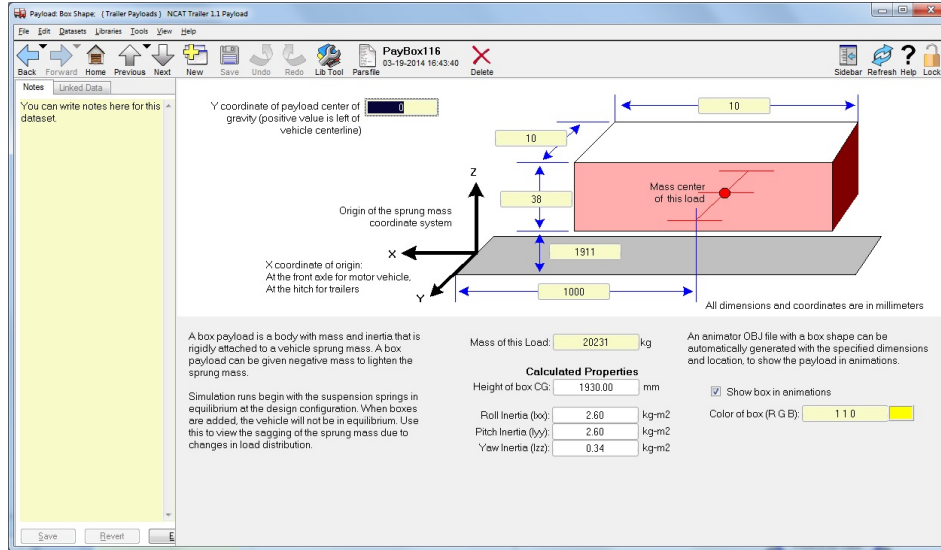 Payload: Box Shape; { Trailer Payloads } NCAT Trailer 1.1 Payload
File Edit Datasets Libraries Tools View Help
Back Forward Home Previous Next New Save Undo Redo Lib Tool Parsfile
PayBox116
03-19-2014 16:43:40
Delete
Sidebar Refresh Help Lock
Notes Linked Data
You can write notes here for this
dataset.
Y coordinate of payload center of
gravity (positive value is left of
vehicle centerline)
0
10
10
Z
38
Mass center
of this load
Origin of the sprung mass
coordinate system
X
1911
X coordinate of origin:
At the front axle for motor vehicle,
At the hitch for trailers
Y
1000
All dimensions and coordinates are in millimeters
A box payload is a body with mass and inertia that is
rigidly attached to a vehicle sprung mass. A box
payload can be given negative mass to lighten the
sprung mass.
Simulation runs begin with the suspension springs in
equilibrium at the design configuration. When boxes
are added, the vehicle will not be in equilibrium. Use
this to view the sagging of the sprung mass due to
changes in load distribution.
Mass of this Load: 20231 kg
Calculated Properties
Height of box CG: 1930.00 mm
Roll Inertia (Ixx): 2.60 kg-m2
Pitch Inertia (Iyy): 2.60 kg-m2
Yaw Inertia (Izz): 0.34 kg-m2
An animator OBJ file with a box shape can be
automatically generated with the specified dimensions
and location, to show the payload in animations.
Show box in animations
Color of box (R G B): 1 1 0
Save Revert E